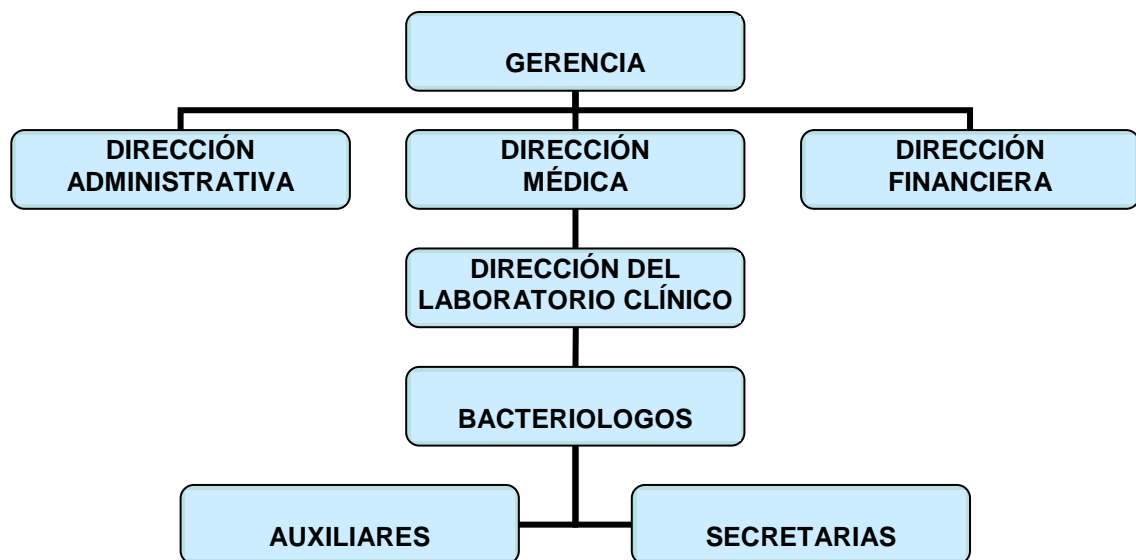 GERENCIA
DIRECCIÓN
ADMINISTRATIVA
DIRECCIÓN
MÉDICA
DIRECCIÓN
FINANCIERA
DIRECCIÓN DEL
LABORATORIO CLÍNICO
BACTERIOLOGOS
AUXILIARES
SECRETARIAS